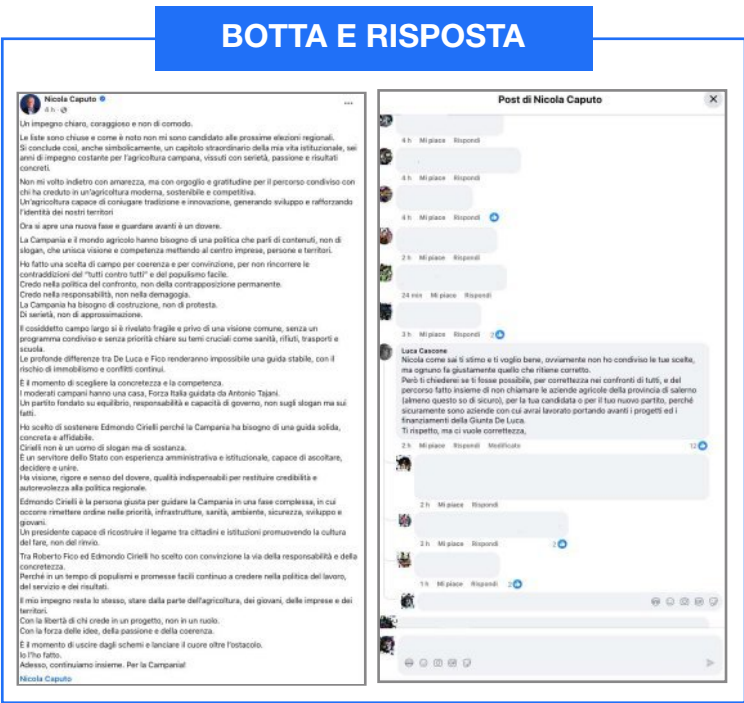 BOTTA E RISPOSTA
Nicola Caputo
4 h
Un impegno chiaro, coraggioso e non di comodo.
Le liste sono chiuse e come è noto non mi sono candidato alle prossime elezioni regionali.
Si conclude così, anche simbolicamente, un capitolo straordinario della mia vita istituzionale, sei
anni di impegno costante per l'agricoltura campana, vissuti con serietà, passione e risultati
concreti.
Non mi volto indietro con amarezza, ma con orgoglio e gratitudine per il percorso condiviso con
chi ha creduto in un'agricoltura moderna, sostenibile e competitiva.
Un'agricoltura capace di coniugare tradizione e innovazione, generando sviluppo e rafforzando
l'identità dei nostri territori
Ora si apre una nuova fase e guardare avanti è un dovere.
La Campania e il mondo agricolo hanno bisogno di una politica che parli di contenuti, non di
slogan, che unisca visione e competenza mettendo al centro imprese, persone e territori.
Ho fatto una scelta di campo per coerenza e per convinzione, per non rincorrere le
contraddizioni del "tutti contro tutti" e del populismo facile.
Credo nella politica del confronto, non della contrapposizione permanente.
Credo nella responsabilità, non nella demagogia.
La Campania ha bisogno di costruzione, non di protesta.
Di serietà, non di approssimazione.
Il cosiddetto campo largo si è rivelato fragile e privo di una visione comune, senza un
programma condiviso e senza priorità chiare su temi cruciali come sanità, rifiuti, trasporti e
scuola.
Le profonde differenze tra De Luca e Fico renderanno impossibile una guida stabile, con il
rischio di immobilismo e conflitti continui.
È il momento di scegliere la concretezza e la competenza.
I moderati campani hanno una casa, Forza Italia guidata da Antonio Tajani.
Un partito fondato su equilibrio, responsabilità e capacità di governo, non sugli slogan ma sui
fatti.
Ho scelto di sostenere Edmondo Cirielli perché la Campania ha bisogno di una guida solida,
concreta e affidabile.
Cirielli non è un uomo di slogan ma di sostanza.
È un servitore dello Stato con esperienza amministrativa e istituzionale, capace di ascoltare,
decidere e unire.
Ha visione, rigore e senso del dovere, qualità indispensabili per restituire credibilità e
autorevolezza alla politica regionale.
Edmondo Cirielli è la persona giusta per guidare la Campania in una fase complessa, in cui
occorre rimettere ordine nelle priorità, infrastrutture, sanità, ambiente, sicurezza, sviluppo e
giovani.
Un presidente capace di ricostruire il legame tra cittadini e istituzioni promuovendo la cultura
del fare, non del rinvio.
Tra Roberto Fico ed Edmondo Cirielli ho scelto con convinzione la via della responsabilità e della
concretezza.
Perché in un tempo di populismi e promesse facili continuo a credere nella politica del lavoro,
del servizio e dei risultati.
Il mio impegno resta lo stesso, stare dalla parte dell'agricoltura, dei giovani, delle imprese e dei
territori.
Con la libertà di chi crede in un progetto, non in un ruolo.
Con la forza delle idee, della passione e della coerenza.
È il momento di uscire dagli schemi e lanciare il cuore oltre l'ostacolo.
Io l'ho fatto.
Adesso, continuiamo insieme. Per la Campania!
Nicola Caputo
Post di Nicola Caputo
4 h Mi piace Rispondi
4 h Mi piace Rispondi
4 h Mi piace Rispondi
2 h Mi piace Rispondi
24 min Mi piace Rispondi
3 h Mi piace Rispondi 2
Luca Cascone
Nicola come sai ti stimo e ti voglio bene, ovviamente non ho condiviso le tue scelte,
ma ognuno fa giustamente quello che ritiene corretto.
Però ti chiederei se ti fosse possibile, per correttezza nei confronti di tutti, e del
percorso fatto insieme di non chiamare le aziende agricole della provincia di salerno
(almeno questo so di sicuro), per la tua candidata o per il tuo nuovo partito, perché
sicuramente sono aziende con cui avrai lavorato portando avanti i progetti ed i
finanziamenti della Giunta De Luca.
Ti rispetto, ma ci vuole correttezza,
2 h Mi piace Rispondi Modificato 12
2 h Mi piace Rispondi
2 h Mi piace Rispondi 2
1 h Mi piace Rispondi 2